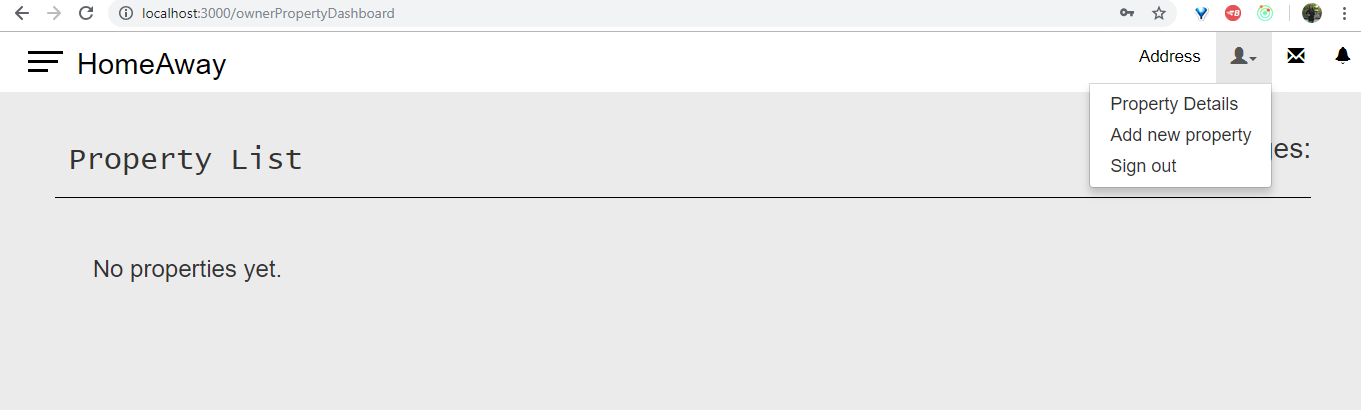 localhost:3000/ownerPropertyDashboard
HomeAway
Address
Property Details
Add new property
Sign out
Property List
No properties yet.